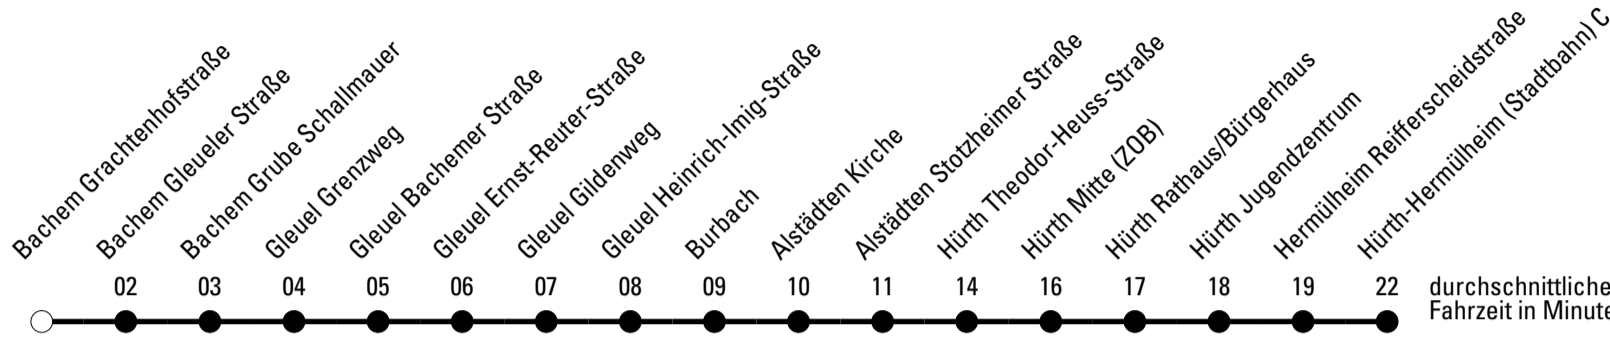 Bachem Grachtenhofstraße
Bachem Gleueler Straße
Bachem Grube Schallmauer
Gleuel Grenzweg
Gleuel Bachemer Straße
Gleuel Ernst-Reuter-Straße
Gleuel Gildenweg
Gleuel Heinrich-Imig-Straße
Burbach
Alstädten Kirche
Alstädten Stotzheimer Straße
Hürth Theodor-Heuss-Straße
Hürth Mitte (ZOB)
Hürth Rathaus/Bürgerhaus
Hürth Jugendzentrum
Hermülheim Reifferscheidstraße
Hürth-Hermülheim (Stadtbahn) C
02 03 04 05 06 07 08 09 10 11 14 16 17 18 19 22
durchschnittliche
Fahrzeit in Minute